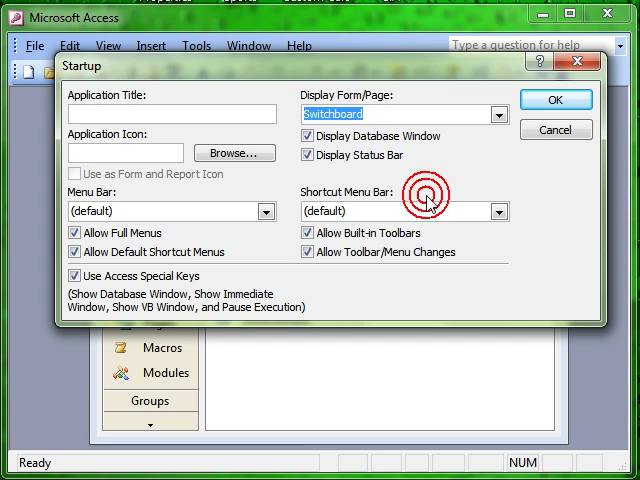 Microsoft Access
File Edit View Insert Tools Window Help
Type a question for help
Startup
Application Title:
Display Form/Page:
OK
Switchboard
Cancel
Application Icon:
Display Database Window
Browse...
Display Status Bar
Use as Form and Report Icon
Menu Bar:
Shortcut Menu Bar:
(default)
(default)
Allow Full Menus
Allow Built-in Toolbars
Allow Default Shortcut Menus
Allow Toolbar/Menu Changes
Use Access Special Keys
(Show Database Window, Show Immediate
Window, Show VB Window, and Pause Execution)
Macros
Modules
Groups
Ready
NUM